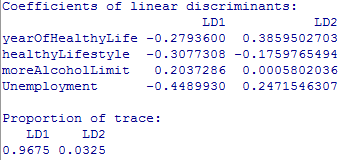 Coefficients of linear discriminants:
LD1 LD2
yearOfHealthyLife -0.2793600 0.3859502703
healthyLifestyle -0.3077308 -0.1759765494
moreAlcoholLimit 0.2037286 0.0005802036
Unemployment -0.4489930 0.2471546307
Proportion of trace:
LD1 LD2
0.9675 0.0325